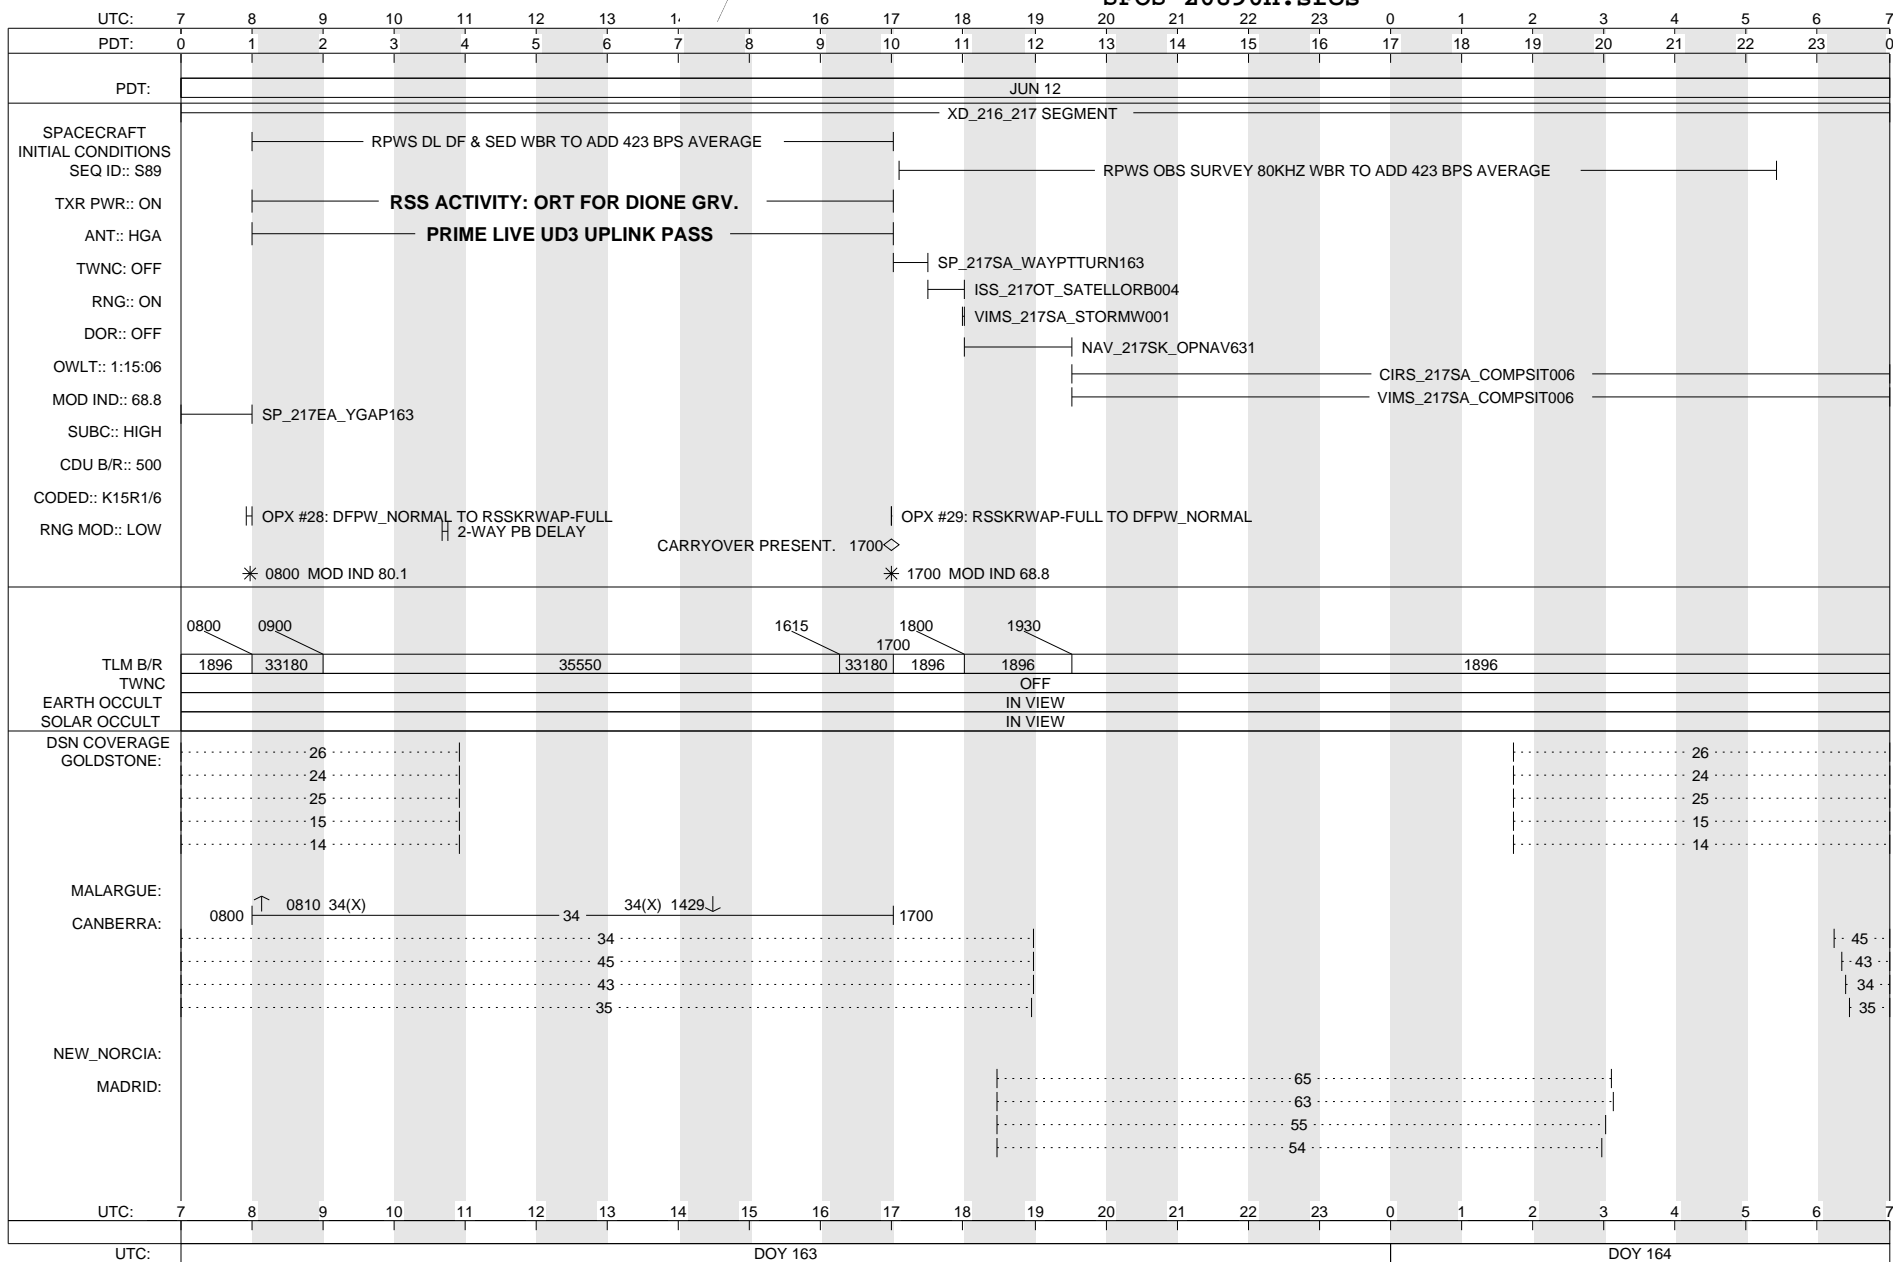 UTC: 7 8 9 10 11 12 13 16 17 18 19 20 21 22 23 0 1 2 3 4 5 6 7
PDT: 0 1 2 3 4 5 6 7 8 9 10 11 12 13 14 15 16 17 18 19 20 21 22 23 0
PDT: JUN 12
XD_216_217 SEGMENT
SPACECRAFT
INITIAL CONDITIONS
RPWS DL DF & SED WBR TO ADD 423 BPS AVERAGE
SEQ ID:: S89
RPWS OBS SURVEY 80KHZ WBR TO ADD 423 BPS AVERAGE
TXR PWR:: ON
RSS ACTIVITY: ORT FOR DIONE GRV.
ANT:: HGA
PRIME LIVE UD3 UPLINK PASS
TWNC: OFF
SP_217SA_WAYPTTURN163
RNG:: ON
ISS_217OT_SATELLORB004
VIMS_217SA_STORMW001
DOR:: OFF
NAV_217SK_OPNAV631
OWLT:: 1:15:06
CIRS_217SA_COMPSIT006
MOD IND:: 68.8
VIMS_217SA_COMPSIT006
SP_217EA_YGAP163
SUBC:: HIGH
CDU B/R:: 500
CODED:: K15R1/6
OPX #28: DFPW_NORMAL TO RSSKRWAP-FULL
OPX #29: RSSKRWAP-FULL TO DFPW_NORMAL
RNG MOD:: LOW
2-WAY PB DELAY
CARRYOVER PRESENT. 1700
0800 MOD IND 80.1
1700 MOD IND 68.8
0800 0900 1615 1700 1800 1930
TLM B/R 1896 33180 35550 33180 1896 1896 1896
TWNC OFF
EARTH OCCULT IN VIEW
SOLAR OCCULT IN VIEW
DSN COVERAGE
GOLDSTONE:
26 26
24 24
25 25
15 15
14 14
MALARGUE:
0810 34(X) 34(X) 1429
CANBERRA: 0800 34 1700
34 45
45 43
43 34
35 35
NEW_NORCIA:
MADRID:
65
63
55
54
UTC: 7 8 9 10 11 12 13 14 15 16 17 18 19 20 21 22 23 0 1 2 3 4 5 6 7
UTC: DOY 163 DOY 164